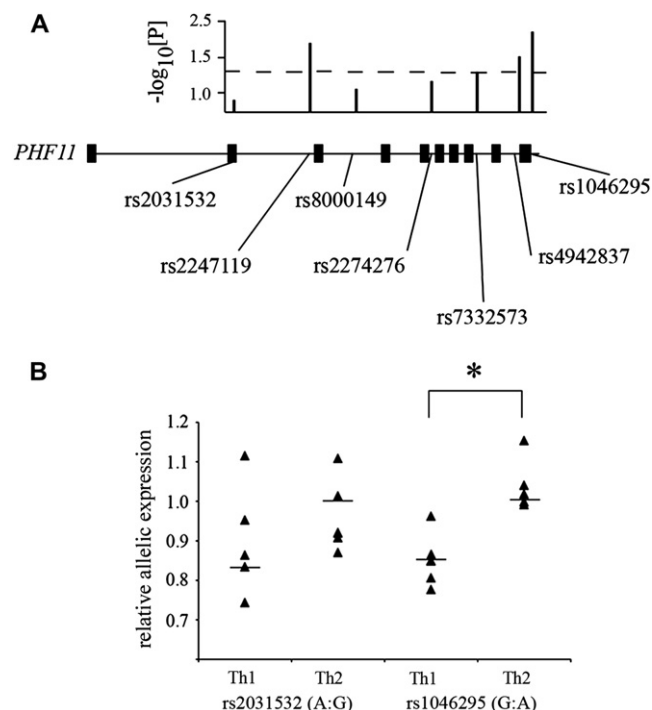 A
-log10[P]
2.5
1.5
1.0
PHF11
rs2031532
rs8000149
rs1046295
rs2247119
rs2274276
rs4942837
rs7332573
B
*
relative allelic expression
1.2
1.1
1.0
0.9
0.8
0.7
Th1 Th2 Th1 Th2
rs2031532 (A:G) rs1046295 (G:A)